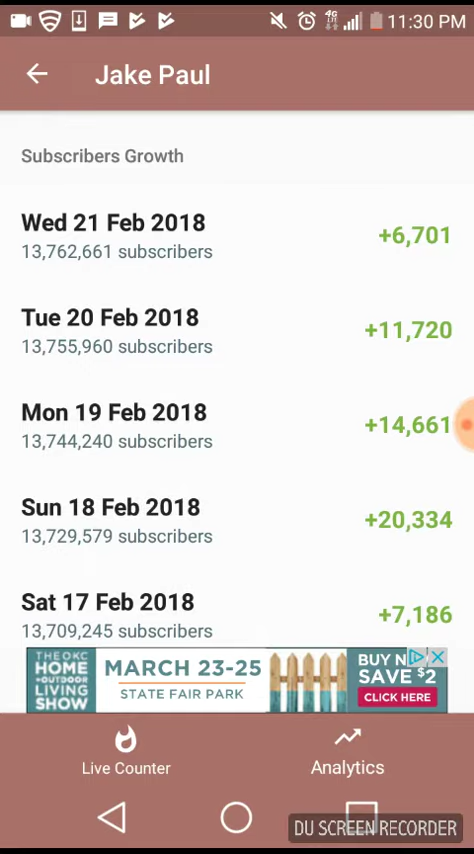 4G
LTE
11:30 PM
Jake Paul
Subscribers Growth
Wed 21 Feb 2018
+6,701
13,762,661 subscribers
Tue 20 Feb 2018
+11,720
13,755,960 subscribers
Mon 19 Feb 2018
+14,661
13,744,240 subscribers
Sun 18 Feb 2018
+20,334
13,729,579 subscribers
Sat 17 Feb 2018
+7,186
13,709,245 subscribers
THE OKC
HOME
+OUTDOOR
LIVING
SHOW
MARCH 23-25
STATE FAIR PARK
BUY N
SAVE $2
CLICK HERE
Live Counter
Analytics
DU SCREEN RECORDER